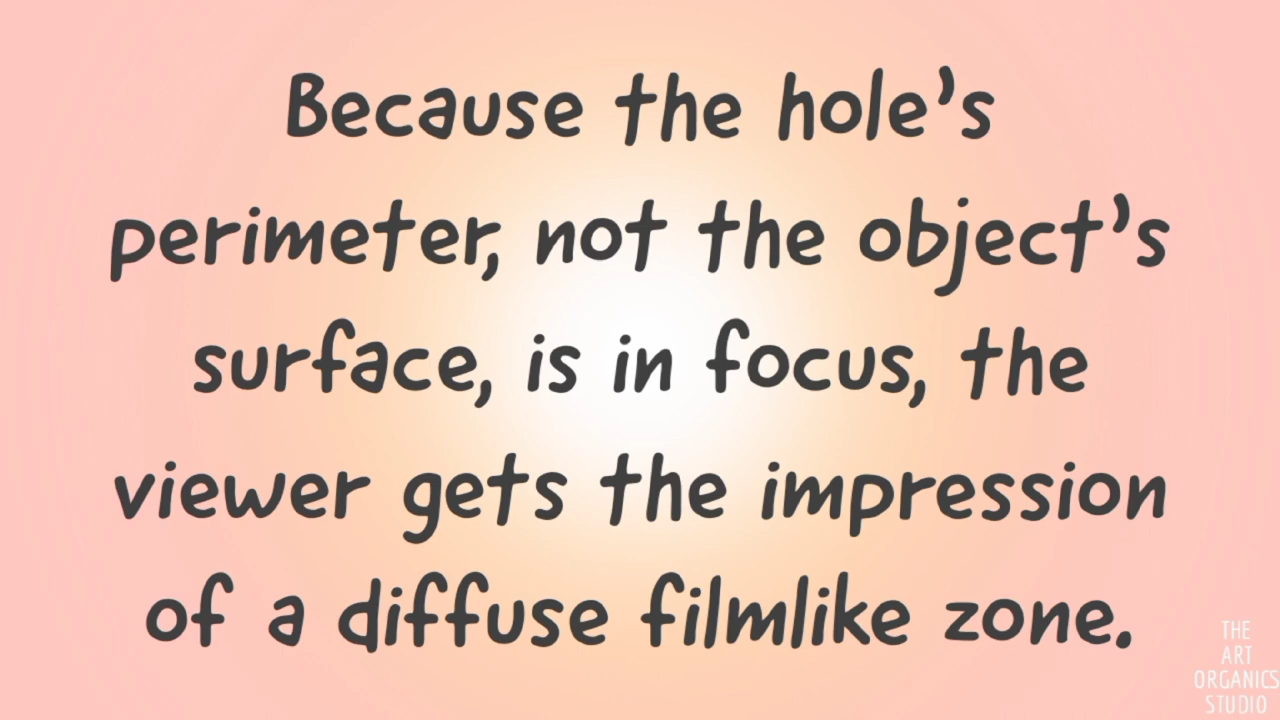 Because the hole's
perimeter, not the object's
surface, is in focus, the
viewer gets the impression
of a diffuse filmlike zone.
THE
ART
ORGANICS
STUDIO